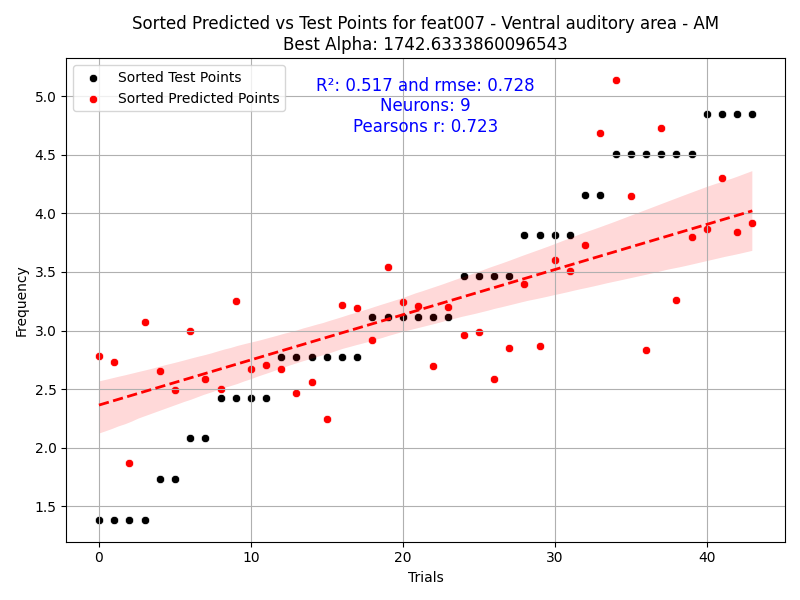 Sorted Predicted vs Test Points for feat007 - Ventral auditory area - AM
Best Alpha: 1742.6333860096543
Sorted Test Points
Sorted Predicted Points
R²: 0.517 and rmse: 0.728
Neurons: 9
Pearsons r: 0.723
Frequency
5.0
4.5
4.0
3.5
3.0
2.5
2.0
1.5
0 10 20 30 40
Trials